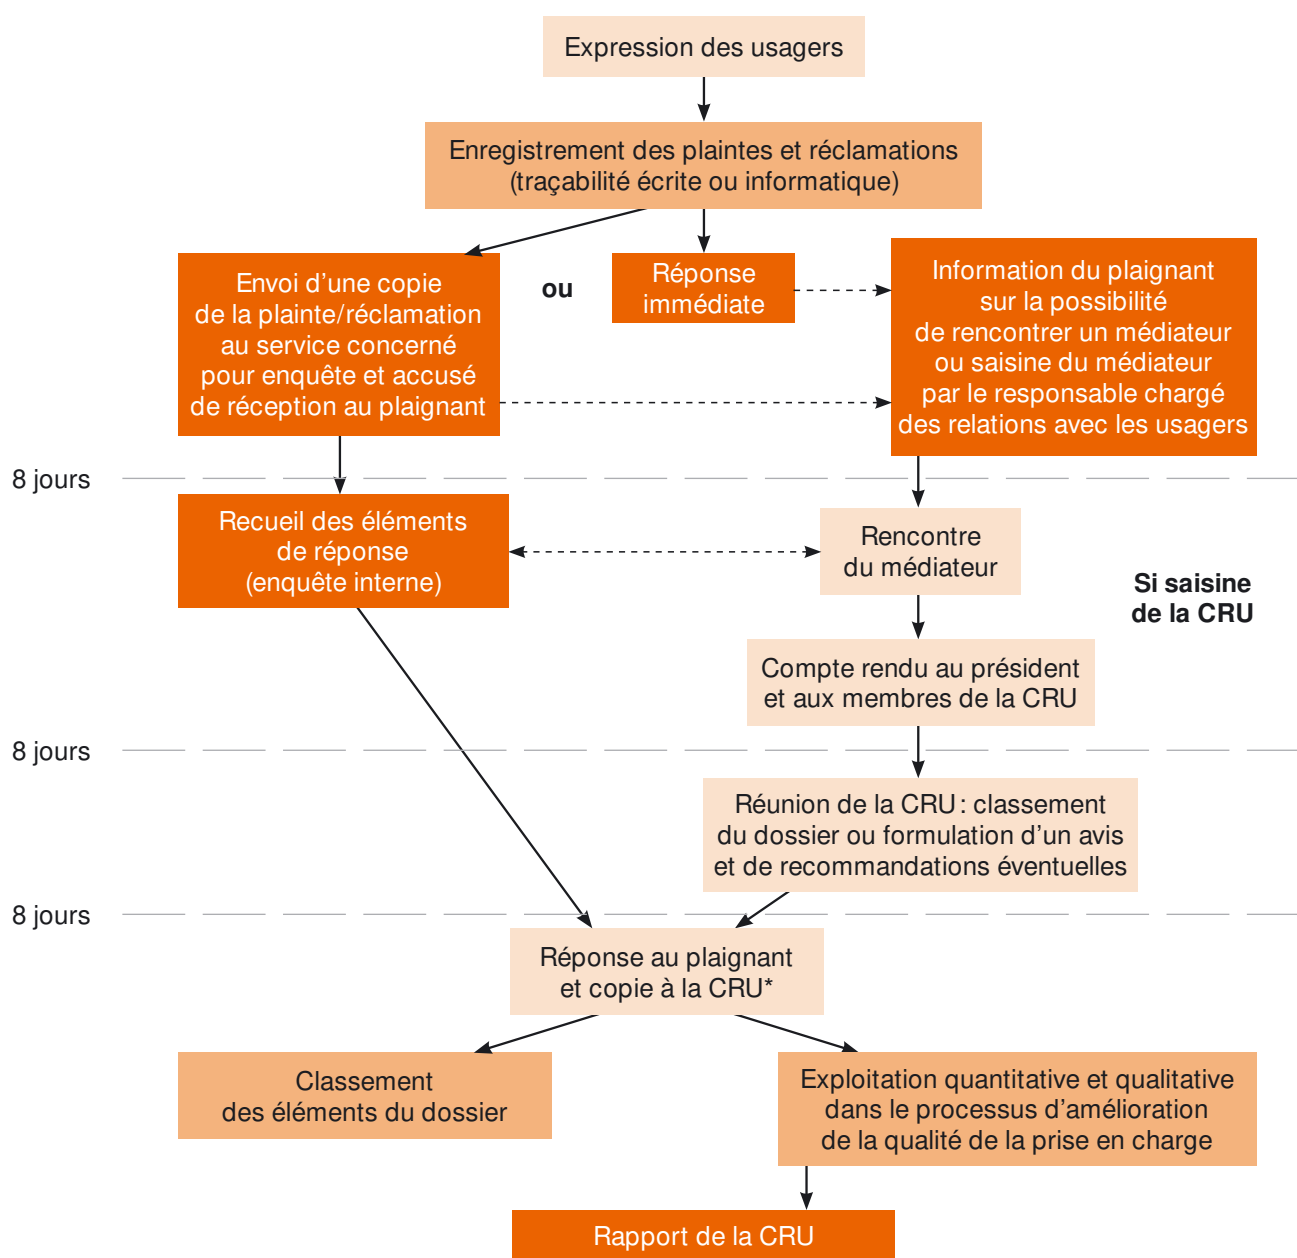 Expression des usagers
Enregistrement des plaintes et réclamations
(traçabilité écrite ou informatique)
Envoi d’une copie
de la plainte/réclamation
au service concerné
pour enquête et accusé
de réception au plaignant
ou
Réponse
immédiate
Information du plaignant
sur la possibilité
de rencontrer un médiateur
ou saisine du médiateur
par le responsable chargé
des relations avec les usagers
8 jours
Recueil des éléments
de réponse
(enquête interne)
Rencontre
du médiateur
Si saisine
de la CRU
Compte rendu au président
et aux membres de la CRU
8 jours
Réunion de la CRU : classement
du dossier ou formulation d’un avis
et de recommandations éventuelles
8 jours
Réponse au plaignant
et copie à la CRU*
Classement
des éléments du dossier
Exploitation quantitative et qualitative
dans le processus d’amélioration
de la qualité de la prise en charge
Rapport de la CRU